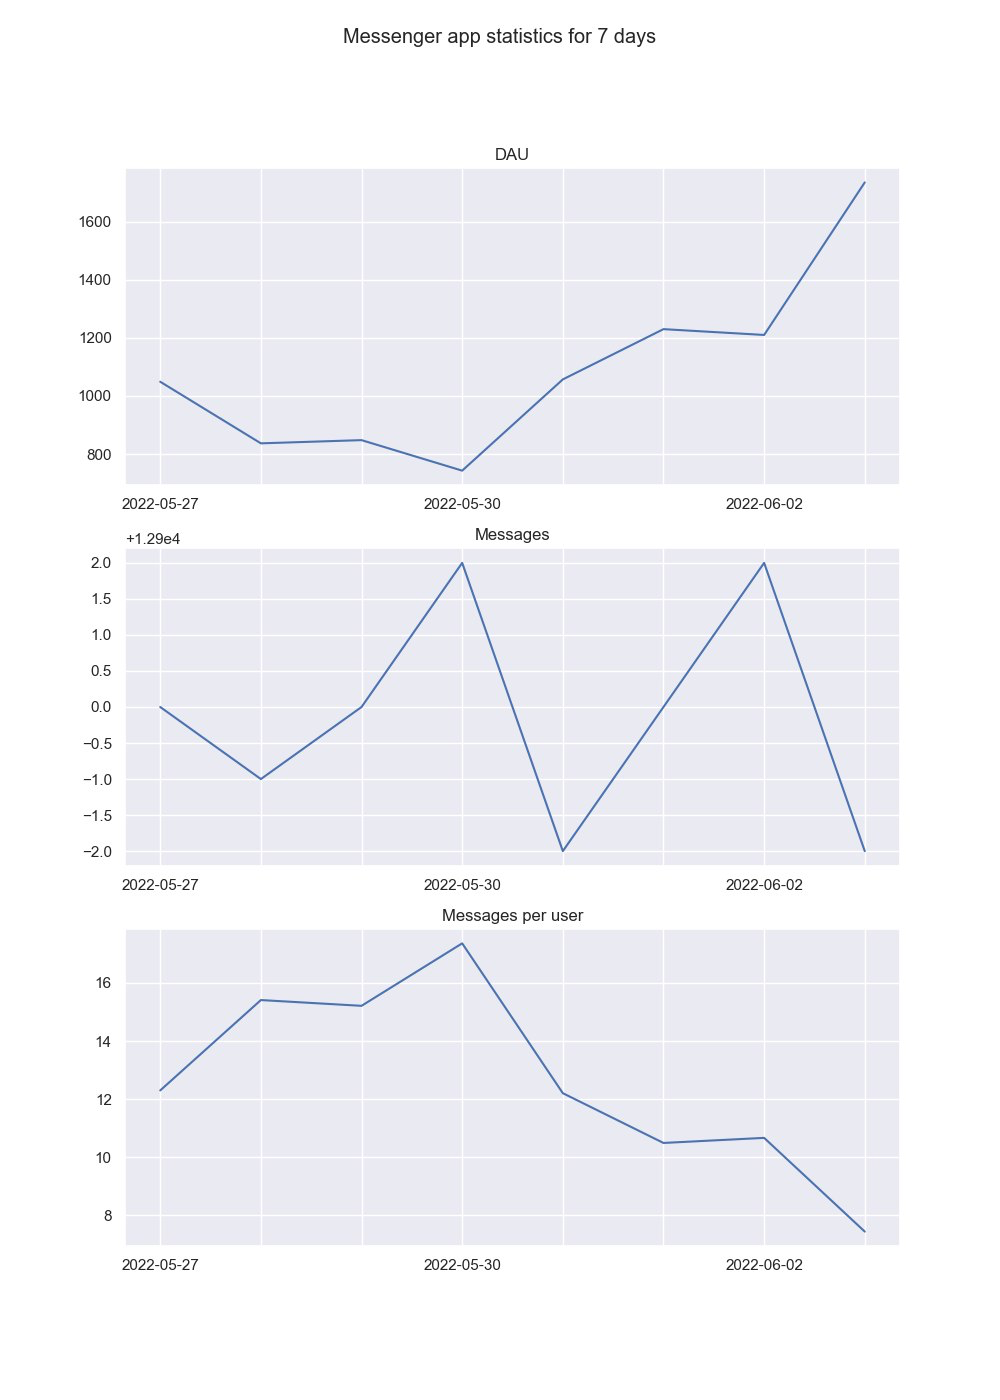 Messenger app statistics for 7 days
DAU
1600
1400
1200
1000
800
2022-05-27 2022-05-30 2022-06-02
+1.29e4 Messages
2.0
1.5
1.0
0.5
0.0
−0.5
−1.0
−1.5
−2.0
2022-05-27 2022-05-30 2022-06-02
Messages per user
16
14
12
10
8
2022-05-27 2022-05-30 2022-06-02